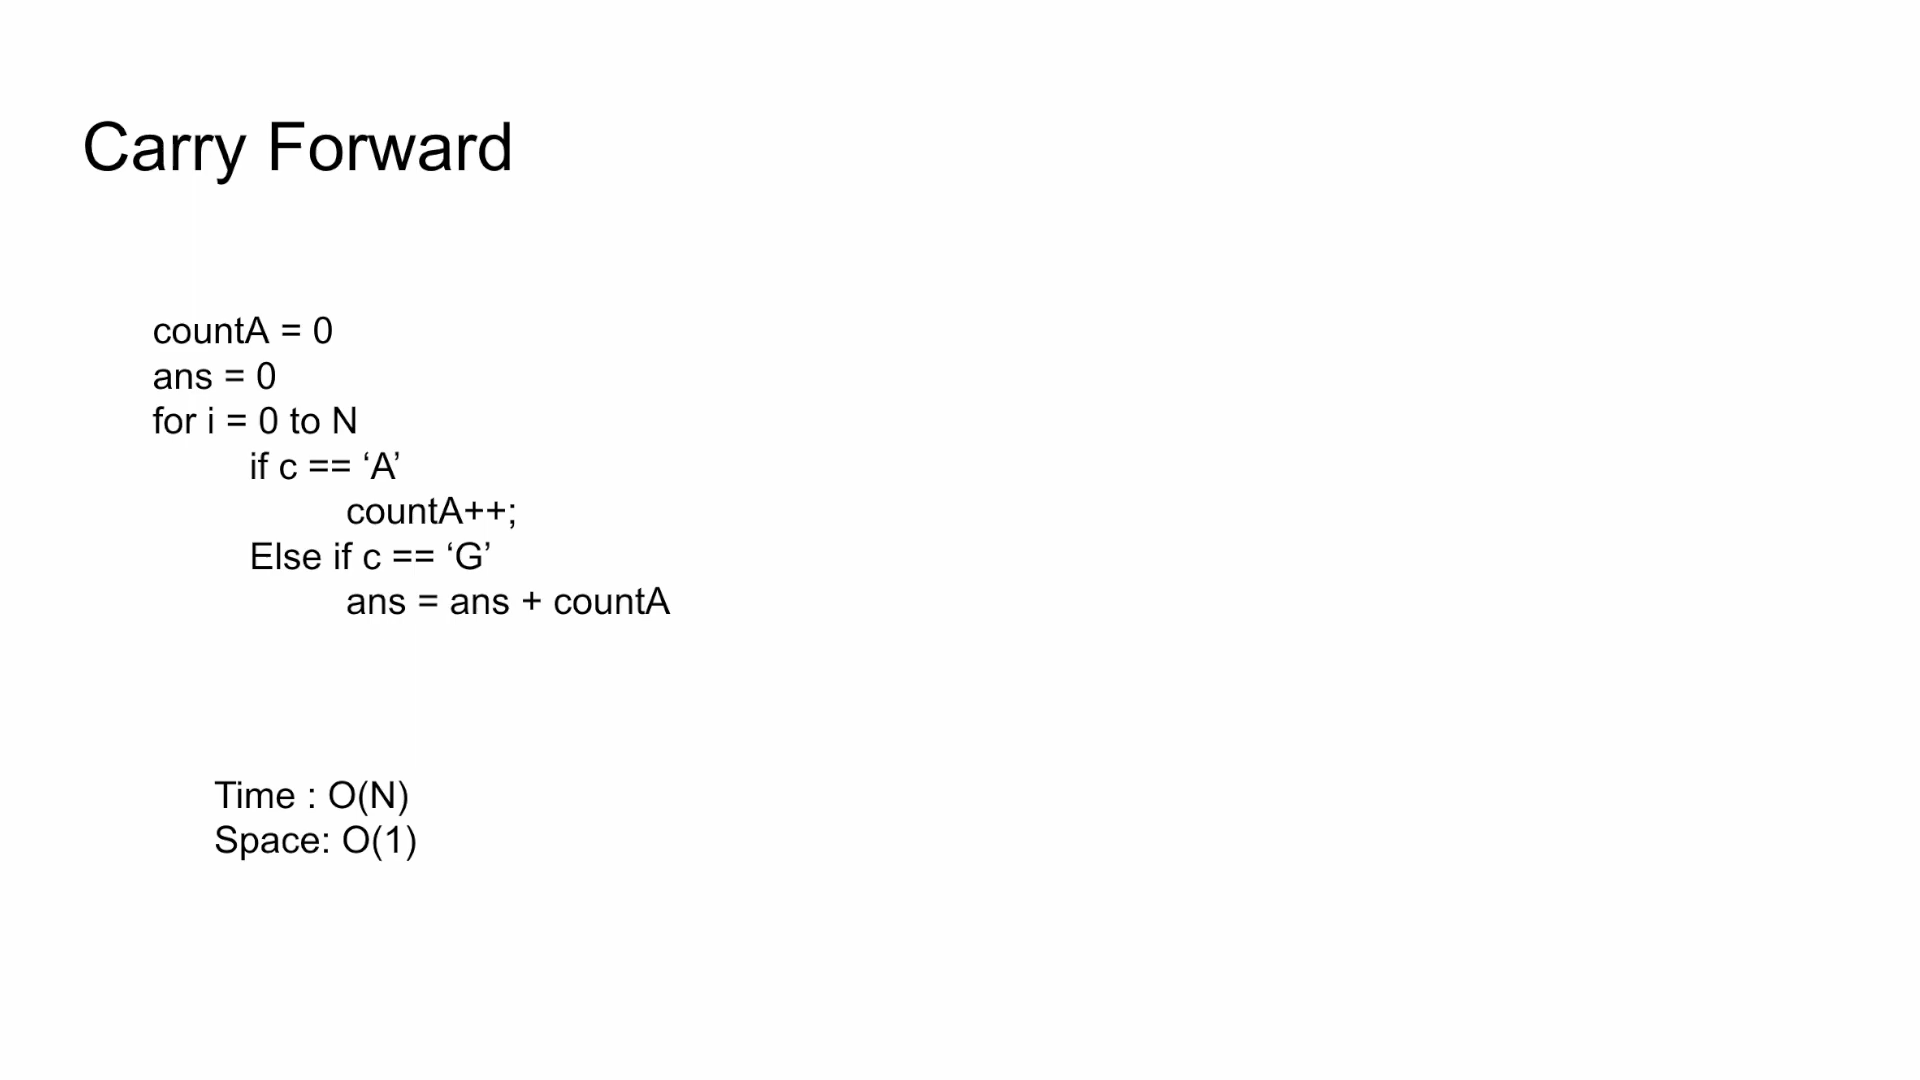 Carry Forward
countA = 0
ans = 0
for i = 0 to N
if c == ‘A’
countA++;
Else if c == ‘G’
ans = ans + countA
Time : O(N)
Space: O(1)